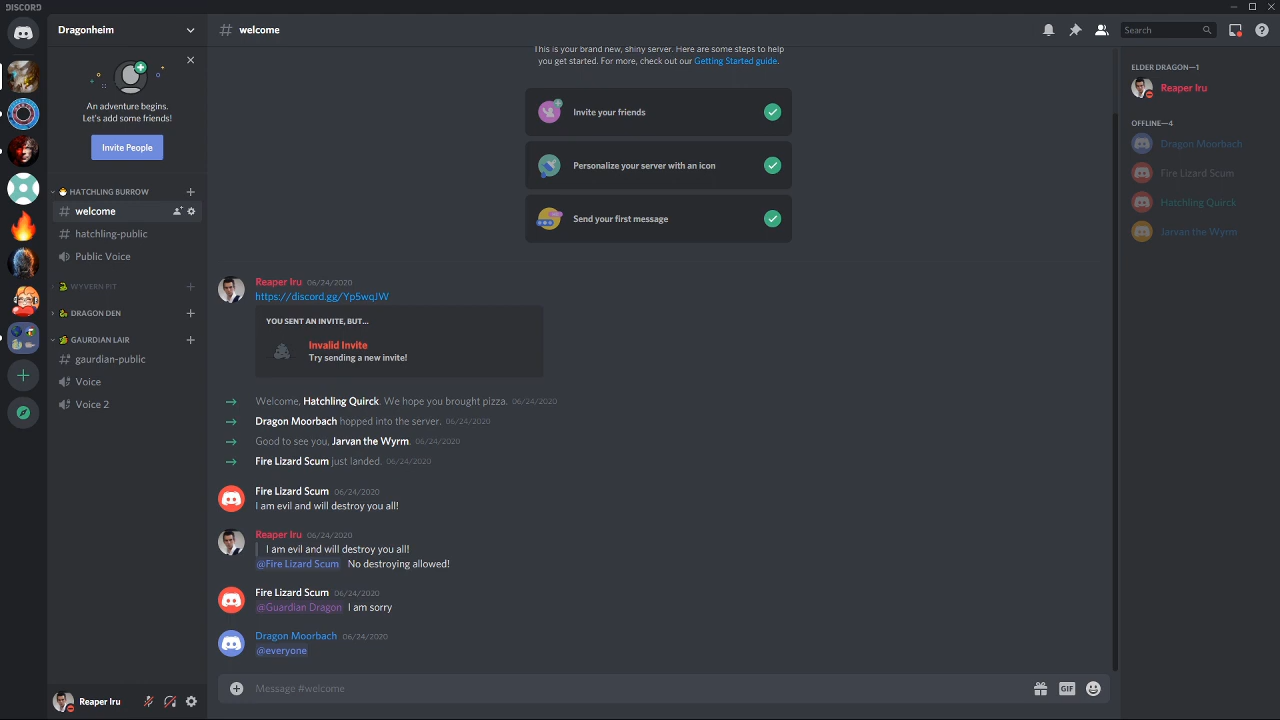 DISCORD
Dragonheim
An adventure begins.
Let's add some friends!
Invite People
HATCHLING BURROW
welcome
hatchling-public
Public Voice
WYVERN PIT
DRAGON DEN
GAURDIAN LAIR
gaurdian-public
Voice
Voice 2
Reaper Iru
# welcome
Search
This is your brand new, shiny server. Here are some steps to help
you get started. For more, check out our Getting Started guide.
Invite your friends
Personalize your server with an icon
Send your first message
Reaper Iru 06/24/2020
https://discord.gg/Yp5wqJW
YOU SENT AN INVITE, BUT...
Invalid Invite
Try sending a new invite!
Welcome, Hatchling Quirck. We hope you brought pizza. 06/24/2020
Dragon Moorbach hopped into the server. 06/24/2020
Good to see you, Jarvan the Wyrm. 06/24/2020
Fire Lizard Scum just landed. 06/24/2020
Fire Lizard Scum 06/24/2020
I am evil and will destroy you all!
Reaper Iru 06/24/2020
I am evil and will destroy you all!
@Fire Lizard Scum No destroying allowed!
Fire Lizard Scum 06/24/2020
@Guardian Dragon I am sorry
Dragon Moorbach 06/24/2020
@everyone
Message #welcome
GIF
ELDER DRAGON—1
Reaper Iru
OFFLINE—4
Dragon Moorbach
Fire Lizard Scum
Hatchling Quirck
Jarvan the Wyrm